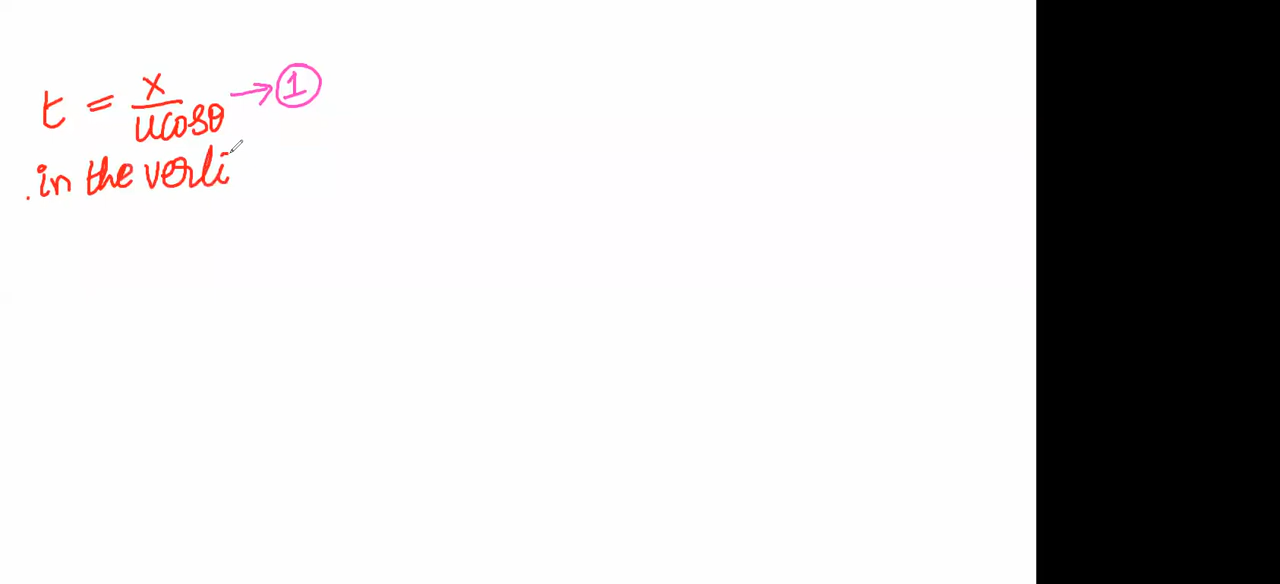 t = x/ucosθ → ①
.in the verti